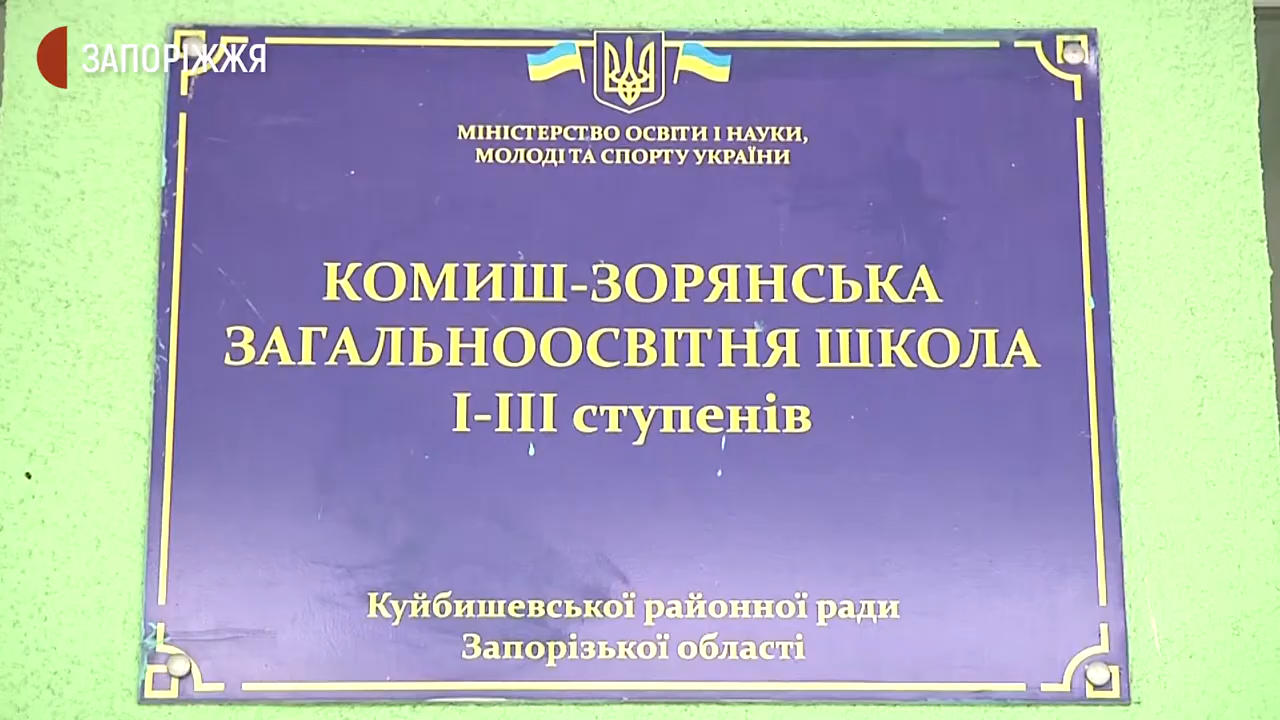 ЗАПОРІЖЖЯ
МІНІСТЕРСТВО ОСВІТИ І НАУКИ,
МОЛОДІ ТА СПОРТУ УКРАЇНИ
КОМИШ-ЗОРЯНСЬКА
ЗАГАЛЬНООСВІТНЯ ШКОЛА
І-ІІІ ступенів
Куйбишевської районної ради
Запорізької області